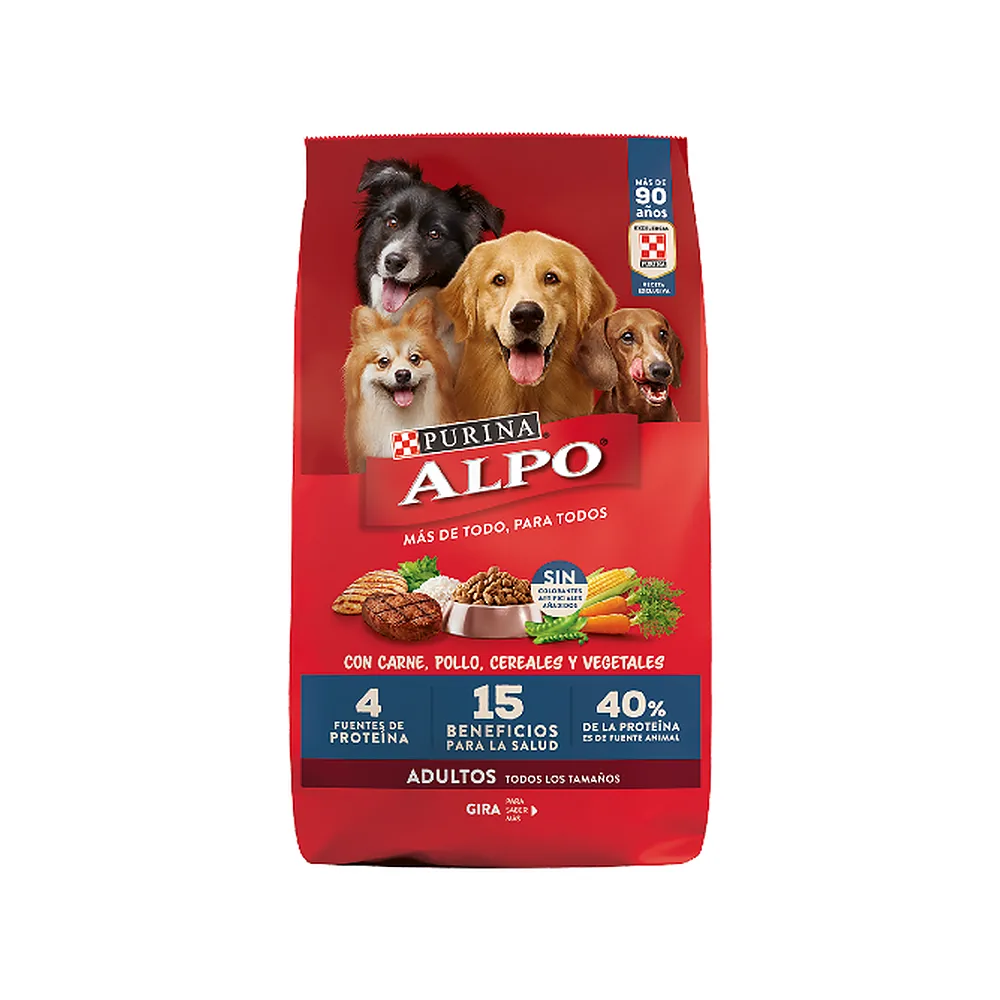 MÁS DE
90
años
EXCELENCIA
PURINA
RECETA
EXCLUSIVA
PURINA®
ALPO®
MÁS DE TODO, PARA TODOS
SIN
COLORANTES
ARTIFICIALES
AÑADIDOS
CON CARNE, POLLO, CEREALES Y VEGETALES
4
FUENTES DE
PROTEÍNA
15
BENEFICIOS
PARA LA SALUD
40%
DE LA PROTEÍNA
ES DE FUENTE ANIMAL
ADULTOS TODOS LOS TAMAÑOS
GIRA PARA
SABER
MÁS